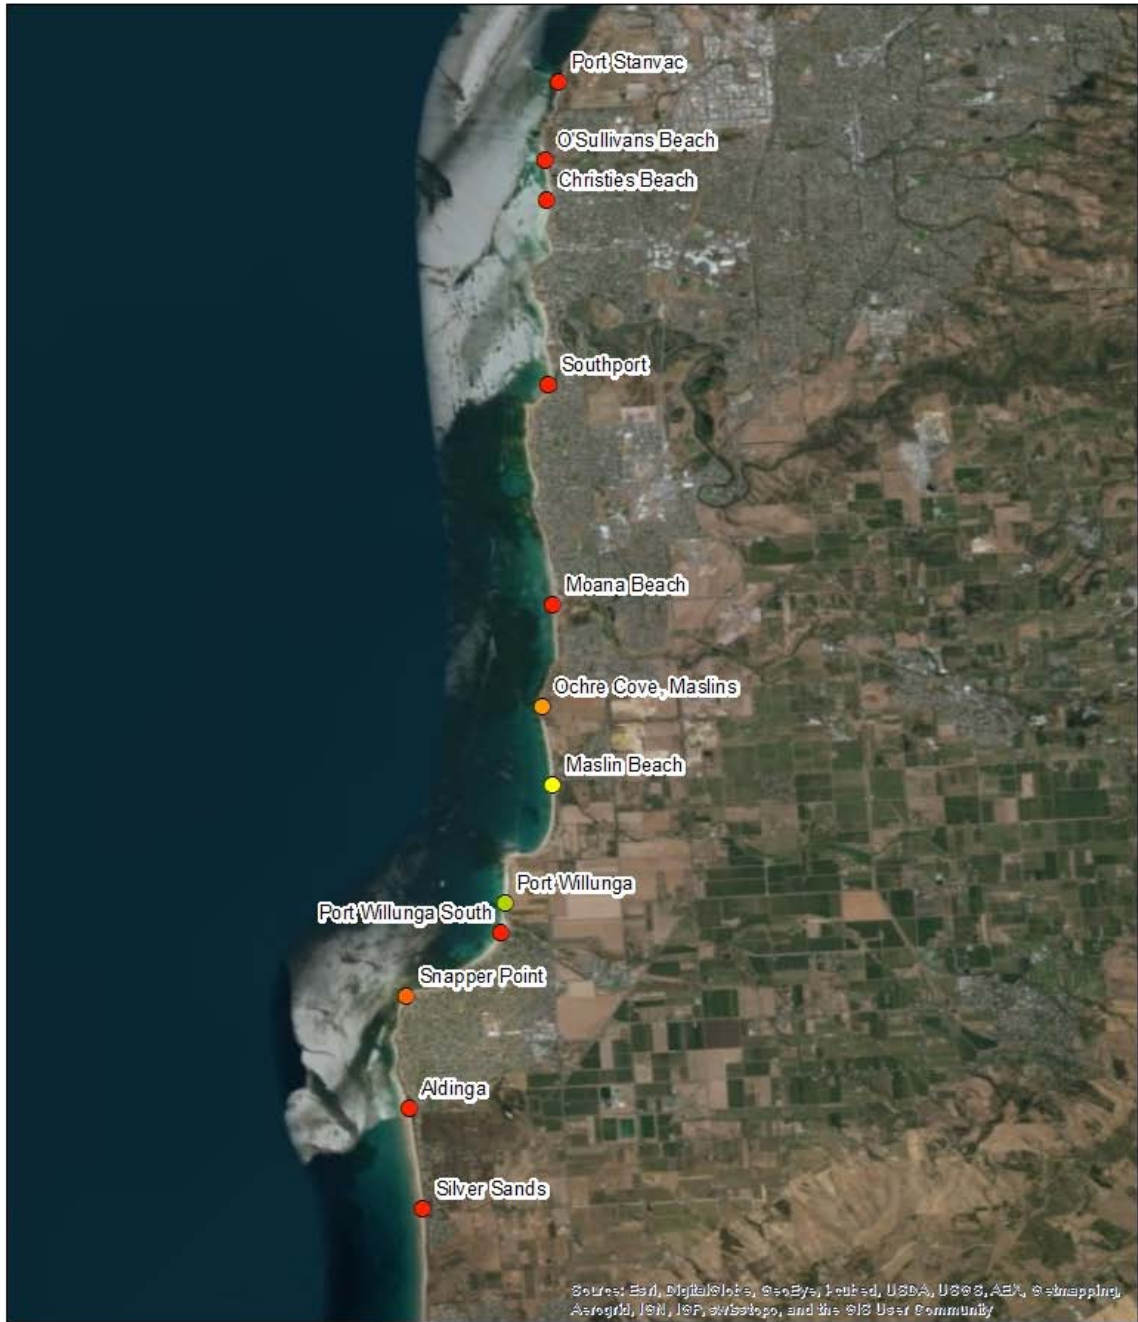 Port Stanvac
O'Sullivans Beach
Christies Beach
Southport
Moana Beach
Ochre Cove, Maslins
Maslin Beach
Port Willunga
Port Willunga South
Snapper Point
Aldinga
Silver Sands
Source: Esri, DigitalGlobe, GeoEye, i-cubed, USDA, USGS, AEX, Getmapping,
Aerogrid, IGN, IGP, swisstopo, and the GIS User Community